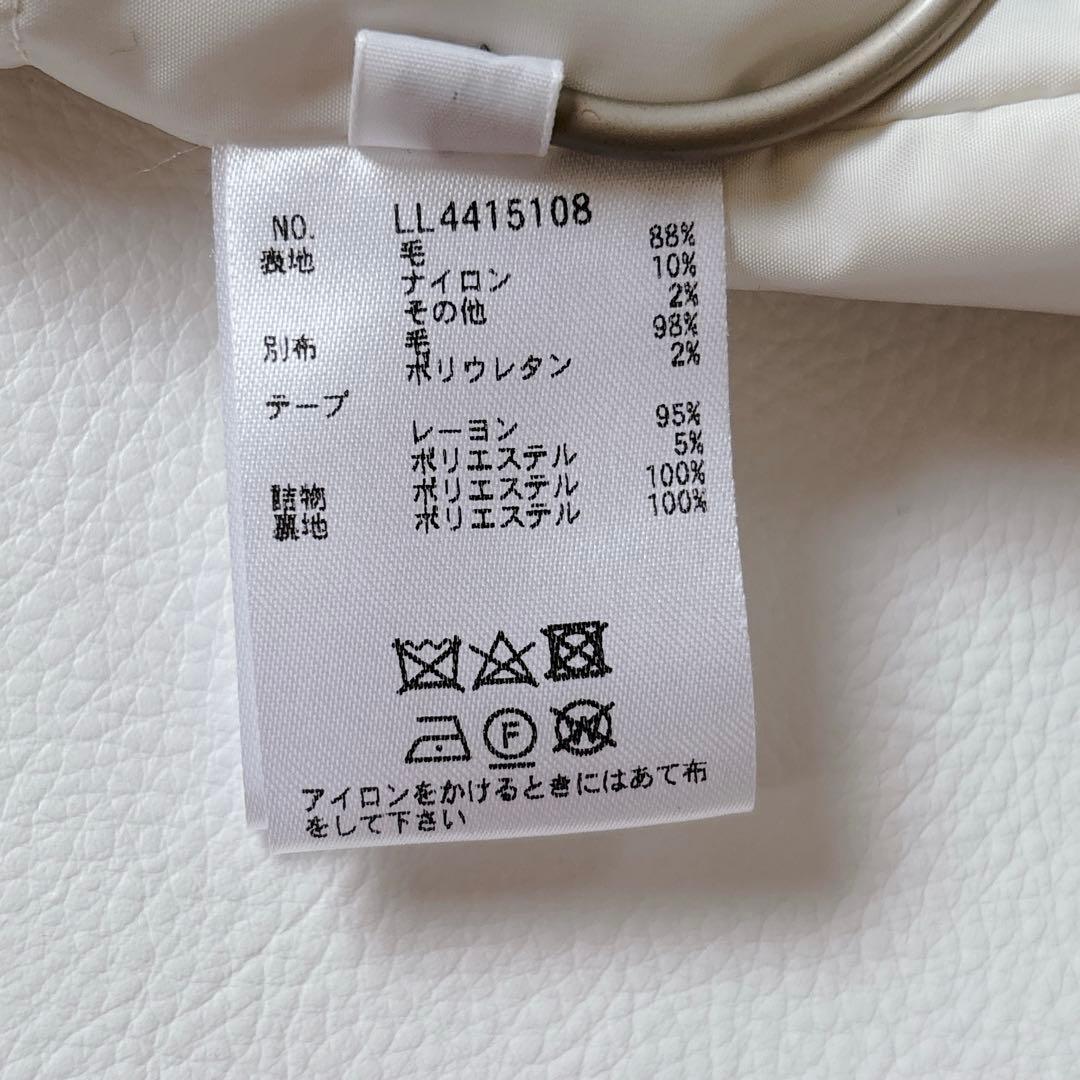 NO. LL4415108
表地 毛 88%
ナイロン 10%
その他 2%
別布 毛 98%
ポリウレタン 2%
テープ
レーヨン 95%
ポリエステル 5%
詰物 ポリエステル 100%
裏地 ポリエステル 100%
F W
アイロンをかけるときにはあて布
をして下さい